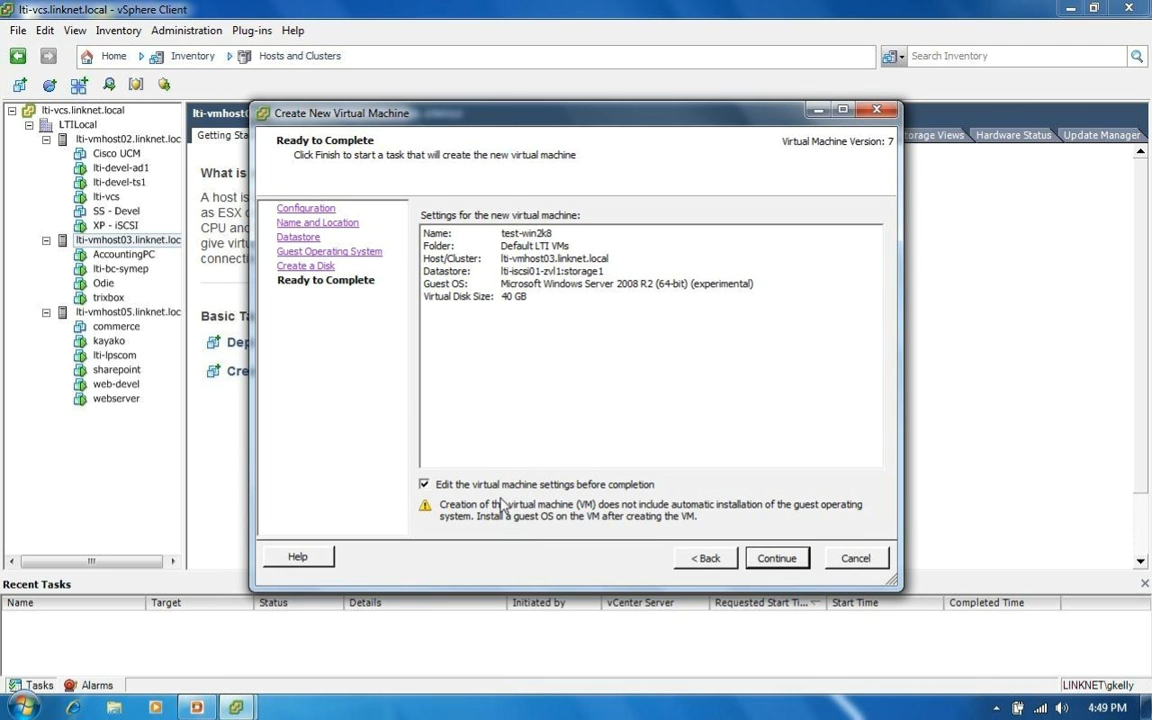 lti-vcs.linknet.local - vSphere Client
File Edit View Inventory Administration Plug-ins Help
Home Inventory Hosts and Clusters
Search Inventory
lti-vcs.linknet.local
LTILocal
lti-vmhost02.linknet.loc
Cisco UCM
lti-devel-ad1
lti-devel-ts1
lti-vcs
SS - Devel
XP - iSCSI
lti-vmhost03.linknet.loc
AccountingPC
lti-bc-symep
Odie
trixbox
lti-vmhost05.linknet.loc
commerce
kayako
lti-lpscom
sharepoint
web-devel
webserver
lti-vmhost
Getting Sta
torage Views Hardware Status Update Manager
What is
A host is
as ESX o
CPU and
give virtu
connecti
Basic Ta
Dep
Cre
Create New Virtual Machine
Ready to Complete
Click Finish to start a task that will create the new virtual machine
Virtual Machine Version: 7
Configuration
Name and Location
Datastore
Guest Operating System
Create a Disk
Ready to Complete
Settings for the new virtual machine:
Name: test-win2k8
Folder: Default LTI VMs
Host/Cluster: lti-vmhost03.linknet.local
Datastore: lti-iscsi01-zvl1:storage1
Guest OS: Microsoft Windows Server 2008 R2 (64-bit) (experimental)
Virtual Disk Size: 40 GB
Edit the virtual machine settings before completion
Creation of the virtual machine (VM) does not include automatic installation of the guest operating
system. Install a guest OS on the VM after creating the VM.
Help < Back Continue Cancel
Recent Tasks
Name Target Status Details Initiated by vCenter Server Requested Start Ti... Start Time Completed Time
Tasks Alarms
LINKNET\gkelly
4:49 PM